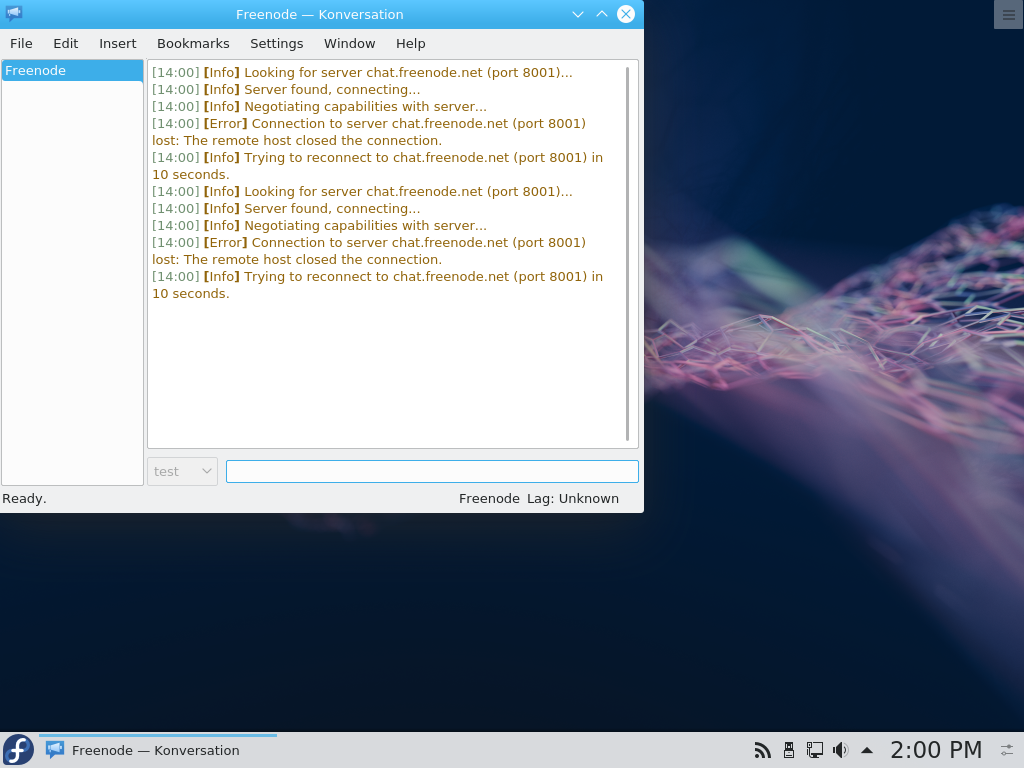 Freenode — Konversation
File Edit Insert Bookmarks Settings Window Help
Freenode
[14:00] [Info] Looking for server chat.freenode.net (port 8001)...
[14:00] [Info] Server found, connecting...
[14:00] [Info] Negotiating capabilities with server...
[14:00] [Error] Connection to server chat.freenode.net (port 8001)
lost: The remote host closed the connection.
[14:00] [Info] Trying to reconnect to chat.freenode.net (port 8001) in
10 seconds.
[14:00] [Info] Looking for server chat.freenode.net (port 8001)...
[14:00] [Info] Server found, connecting...
[14:00] [Info] Negotiating capabilities with server...
[14:00] [Error] Connection to server chat.freenode.net (port 8001)
lost: The remote host closed the connection.
[14:00] [Info] Trying to reconnect to chat.freenode.net (port 8001) in
10 seconds.
test
Ready. Freenode Lag: Unknown
Freenode — Konversation 2:00 PM